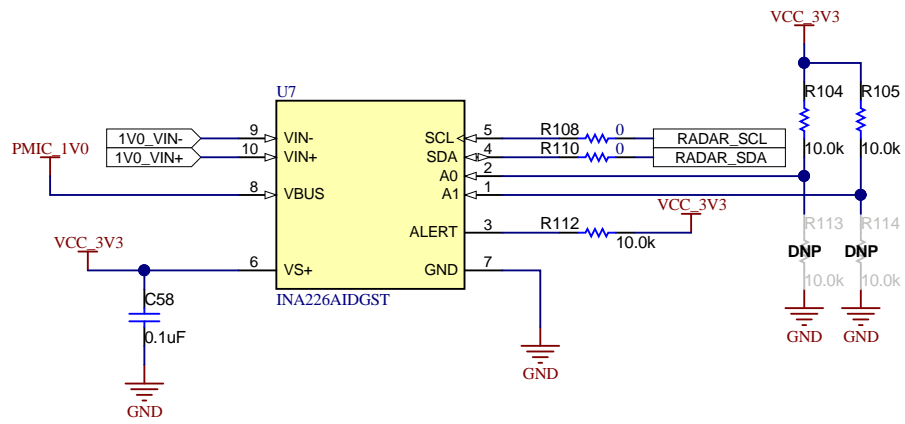 VCC_3V3
U7
R104 R105
1V0_VIN- 9 VIN- SCL 5 R108 0 RADAR_SCL
1V0_VIN+ 10 VIN+ SDA 4 R110 0 RADAR_SDA
10.0k 10.0k
PMIC_1V0
A0 2
8 VBUS A1 1
VCC_3V3
ALERT 3 R112 10.0k
R113 R114
DNP DNP
10.0k 10.0k
VCC_3V3
6 VS+ GND 7
INA226AIDGST
C58
0.1uF
GND GND
GND
GND